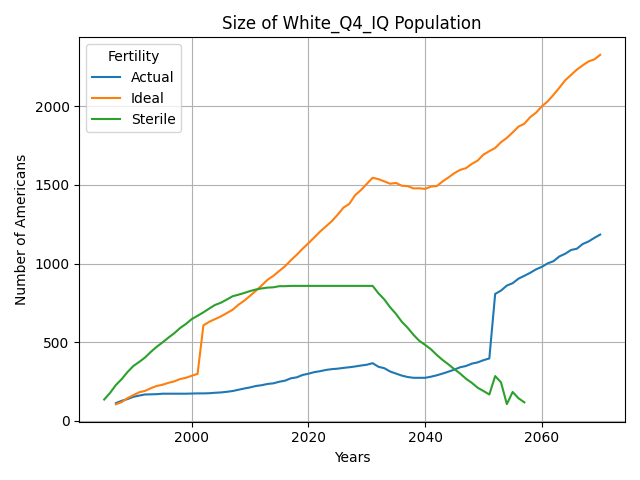 Size of White_Q4_IQ Population
Fertility
Actual
Ideal
Sterile
Number of Americans
2000
1500
1000
500
0
2000
2020
2040
2060
Years